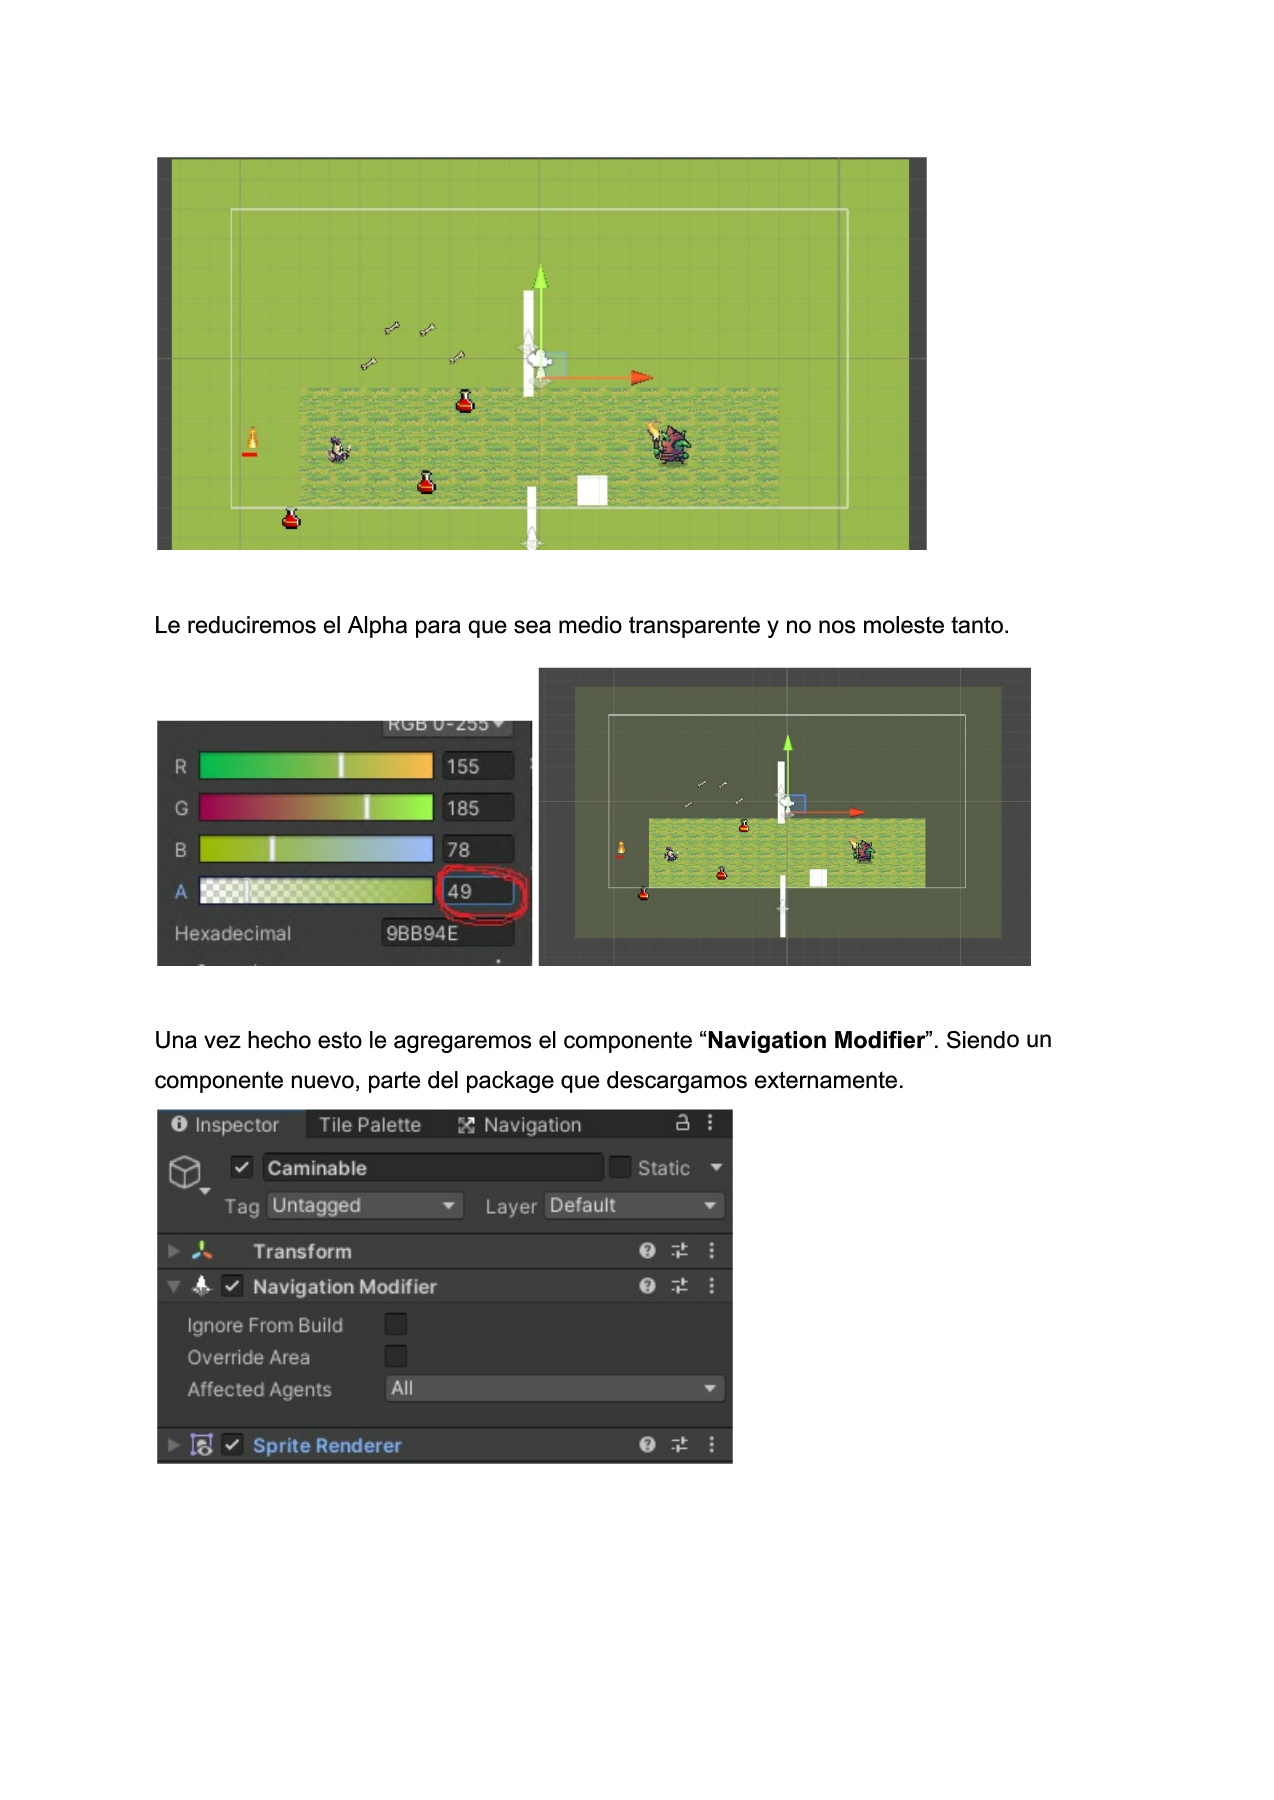 Le reduciremos el Alpha para que sea medio transparente y no nos moleste tanto.
RGB 0-255
R 155
G 185
B 78
A 49
Hexadecimal 9BB94E
Una vez hecho esto le agregaremos el componente “Navigation Modifier”. Siendo un
componente nuevo, parte del package que descargamos externamente.
Inspector Tile Palette Navigation
Caminable Static
Tag Untagged Layer Default
Transform
Navigation Modifier
Ignore From Build
Override Area
Affected Agents All
Sprite Renderer